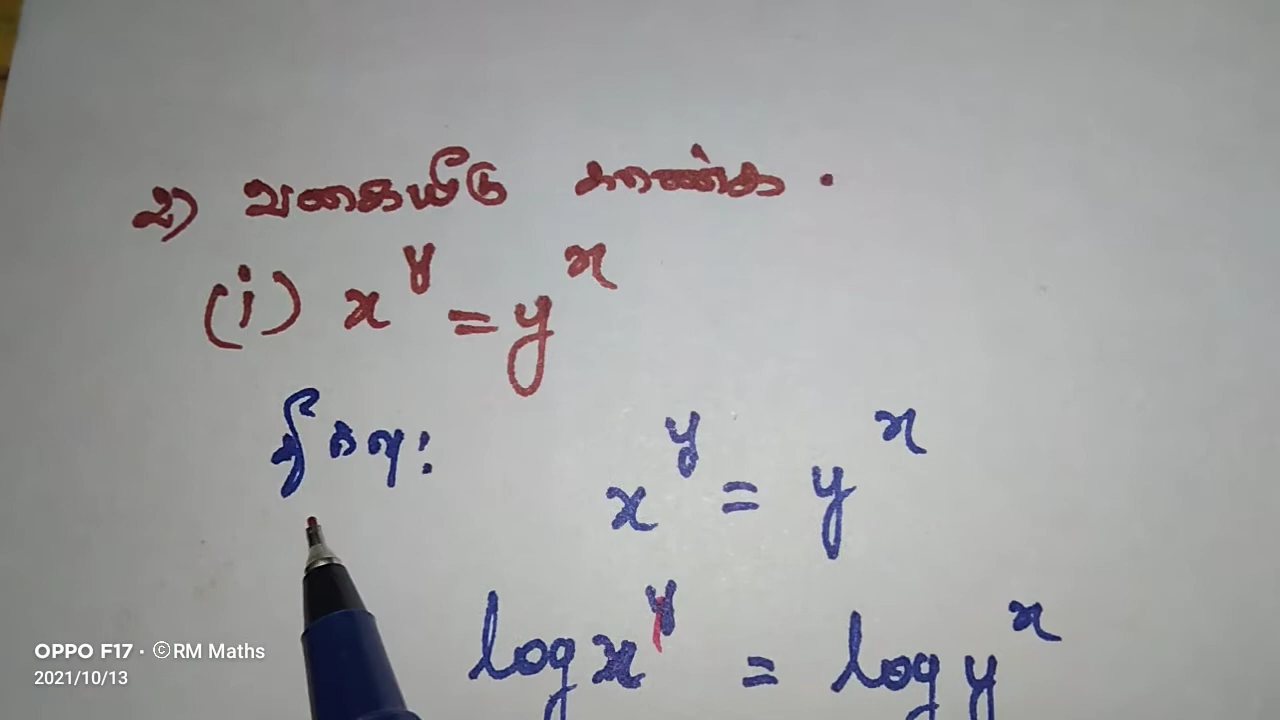 2) வகையீடு காண்க.
(i) x^y = y^x
தீர்வு: x^y = y^x
log x^y = log y^x
OPPO F17 · ©RM Maths
2021/10/13